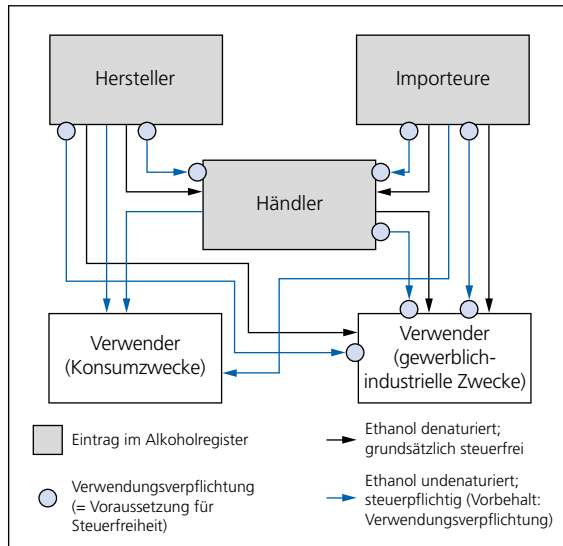 Hersteller
Importeure
Händler
Verwender
(Konsumzwecke)
Verwender
(gewerblich-
industrielle Zwecke)
Eintrag im Alkoholregister
Verwendungsverpflichtung
(= Voraussetzung für
Steuerfreiheit)
Ethanol denaturiert;
grundsätzlich steuerfrei
Ethanol undenaturiert;
steuerpflichtig (Vorbehalt:
Verwendungsverpflichtung)